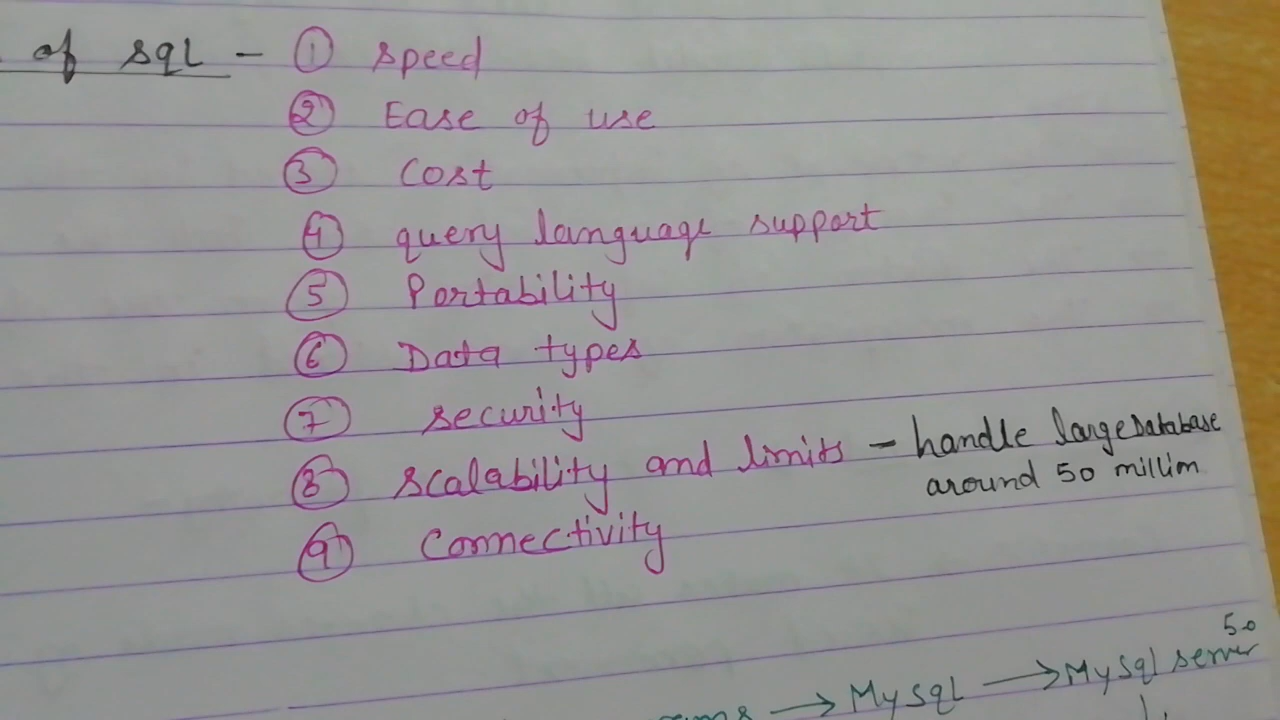 of sql - ① speed
② Ease of use
③ Cost
④ query language support
⑤ Portability
⑥ Data types
⑦ security
⑧ Scalability and limits - handle large Database
around 50 million
⑨ Connectivity
50
→ MySql → MySql server